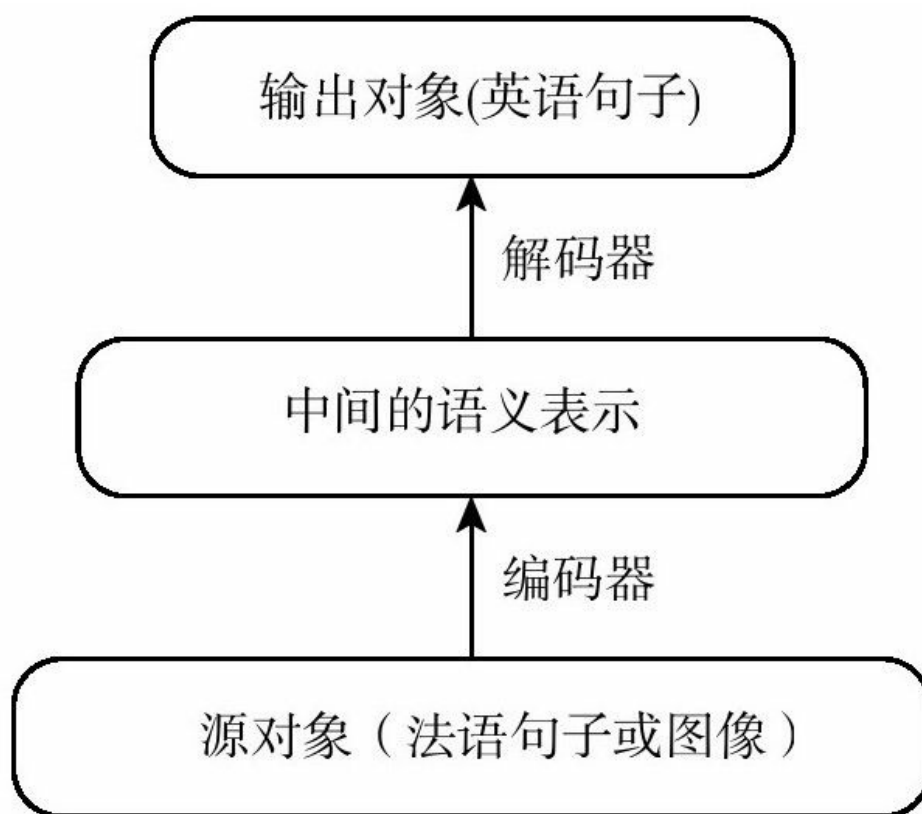 输出对象(英语句子)
解码器
中间的语义表示
编码器
源对象（法语句子或图像）